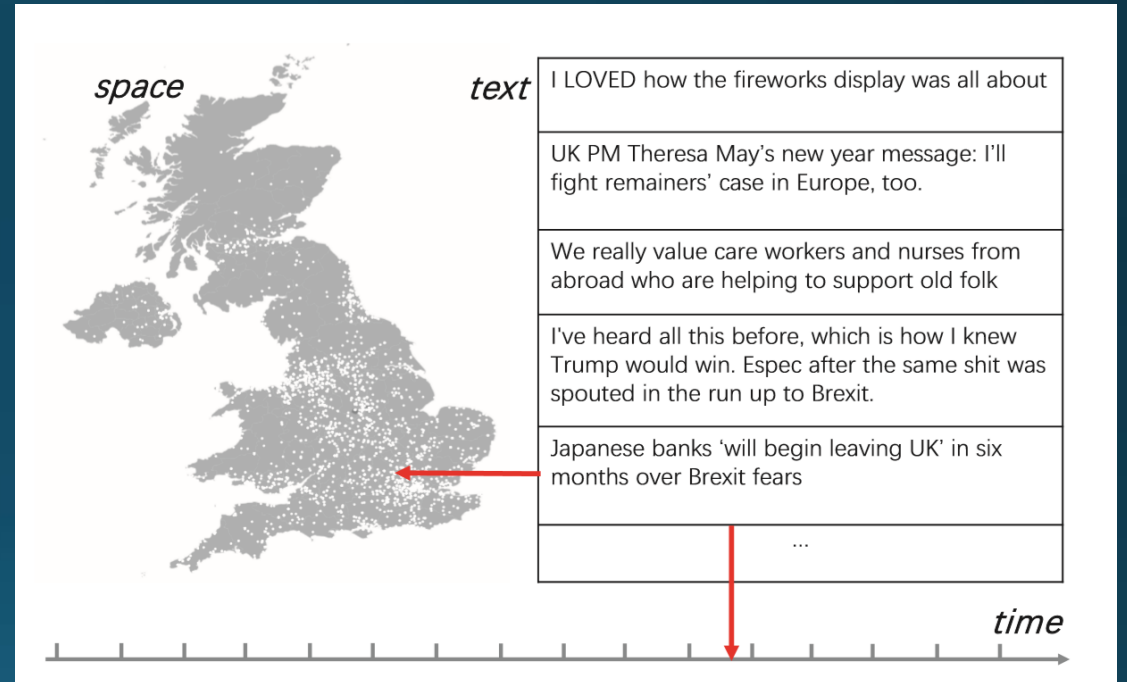 space
text
I LOVED how the fireworks display was all about
UK PM Theresa May's new year message: I'll
fight remainers' case in Europe, too.
We really value care workers and nurses from
abroad who are helping to support old folk
I've heard all this before, which is how I knew
Trump would win. Espec after the same shit was
spouted in the run up to Brexit.
Japanese banks ‘will begin leaving UK’ in six
months over Brexit fears
...
time